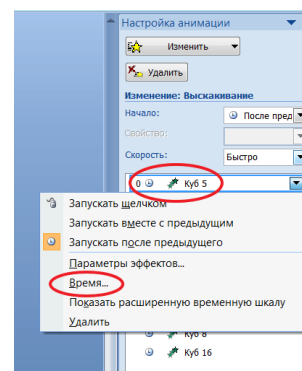 Настройка анимации
Изменить
Удалить
Изменение: Выскакивание
Начало:
После пред
Свойство:
Скорость:
Быстро
0 Куб 5
Запускать щелчком
Запускать вместе с предыдущим
Запускать после предыдущего
Параметры эффектов...
Время...
Показать расширенную временную шкалу
Удалить
Куб 8
Куб 16